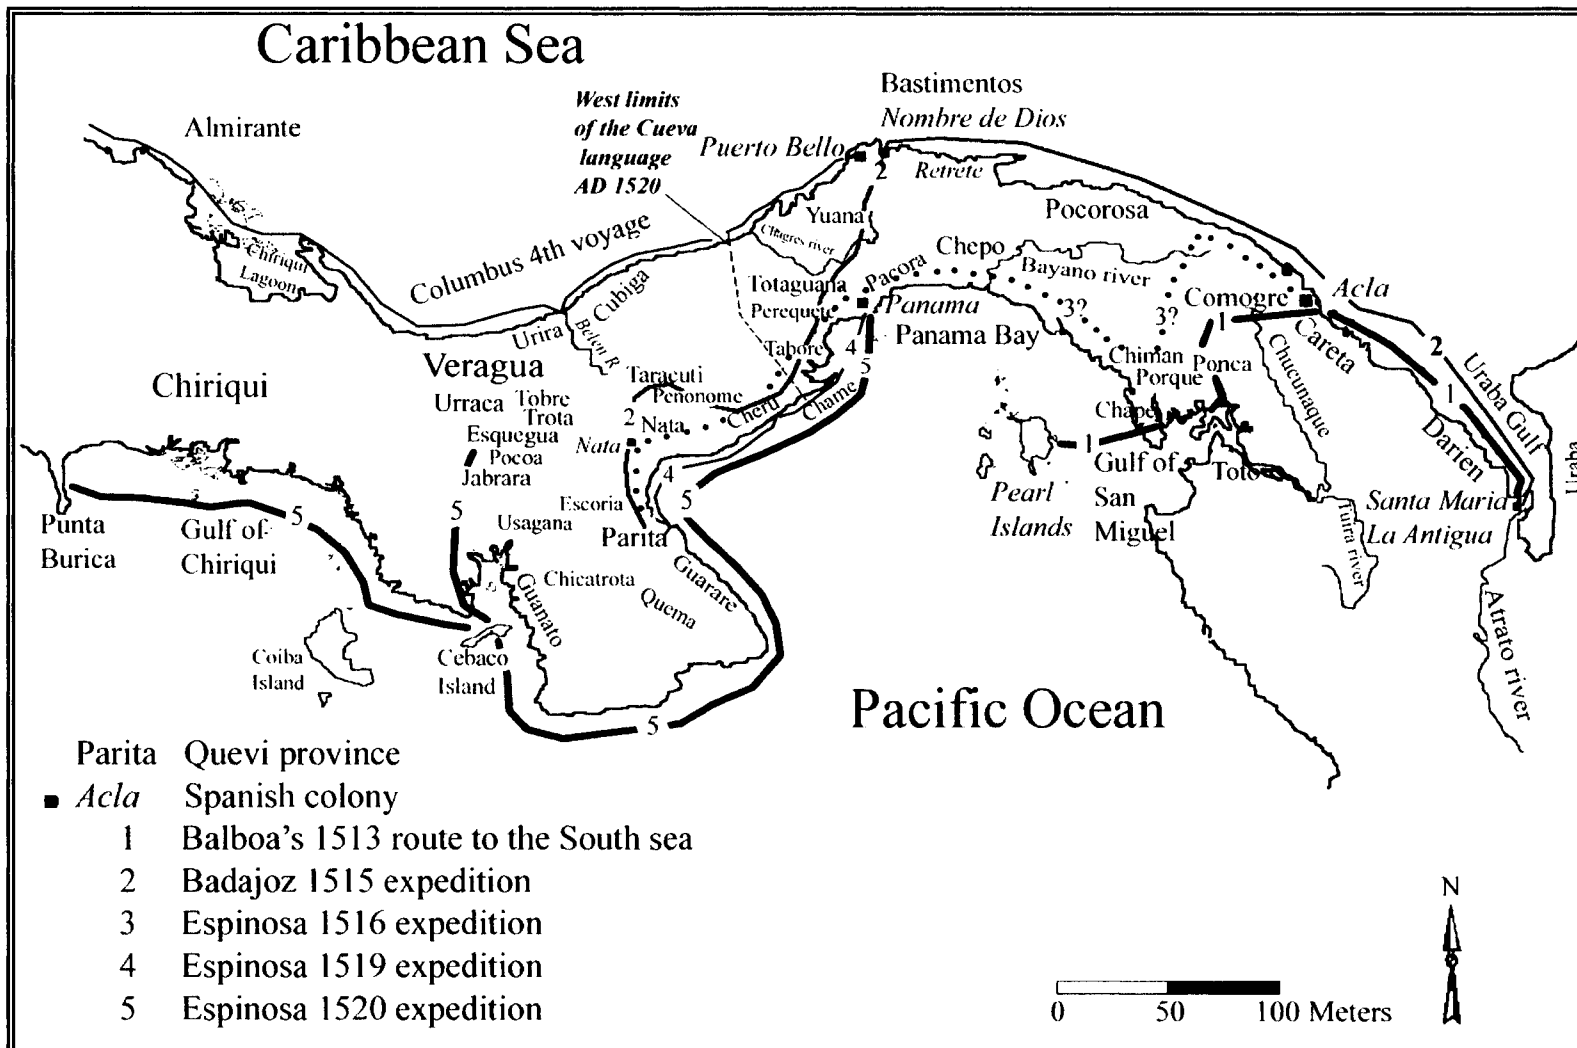 Caribbean Sea
Bastimentos
Nombre de Dios
West limits
of the Cueva
language
AD 1520
Almirante
Puerto Bello
2
Retrete
Yuana
Pocorosa
Chagres river
Columbus 4th voyage
Chiriqui
Lagoon
Chepo
Pacora
Bayano river
Totaguana
Perequete
Panama
Panama Bay
Cubiga
Urira
Belen R
3?
3?
Comogre
Acla
1
Careta
Veragua
Tabore
4
5
Chiman
Porque
Ponca
Chucunaque
2
Uraba Gulf
1
Chiriqui
Taracuti
Penonome
Cheru
Chame
Urraca
Tobre
Trota
2
Nata
Nata
Esquegua
Pocoa
Jabrara
Chape
1
Gulf of
San
Miguel
Toto
Darien
Uraba
4
5
Escoria
Pearl
Islands
Santa Maria
La Antigua
Punta
Burica
Gulf of
Chiriqui
5
5
Usagana
Parita
Tuira river
Guarare
Chicatrota
Quema
Guanato
Atrato river
Coiba
Island
Cebaco
Island
5
Pacific Ocean
Parita Quevi province
Acla Spanish colony
1 Balboa's 1513 route to the South sea
2 Badajoz 1515 expedition
3 Espinosa 1516 expedition
4 Espinosa 1519 expedition
5 Espinosa 1520 expedition
N
0 50 100 Meters